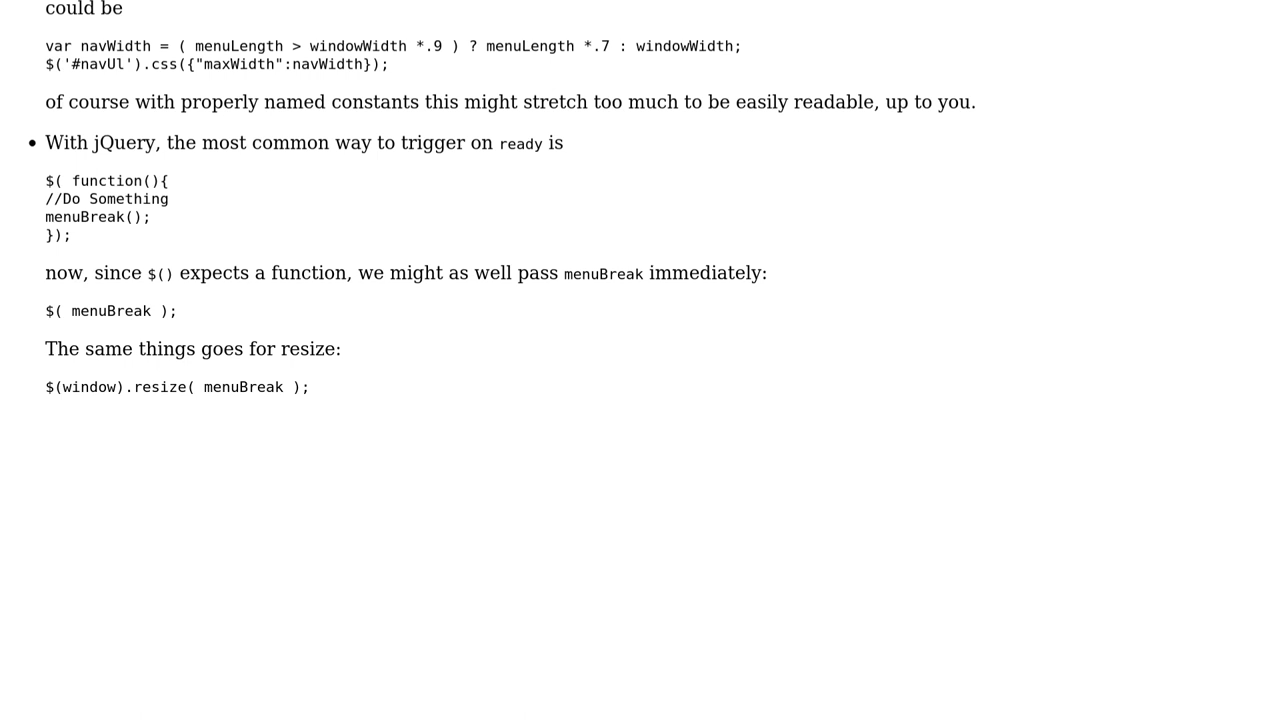 could be
var navWidth = ( menuLength > windowWidth *.9 ) ? menuLength *.7 : windowWidth;
$('#navUl').css({"maxWidth":navWidth});
of course with properly named constants this might stretch too much to be easily readable, up to you.
• With jQuery, the most common way to trigger on ready is
$( function(){
//Do Something
menuBreak();
});
now, since $() expects a function, we might as well pass menuBreak immediately:
$( menuBreak );
The same things goes for resize:
$(window).resize( menuBreak );